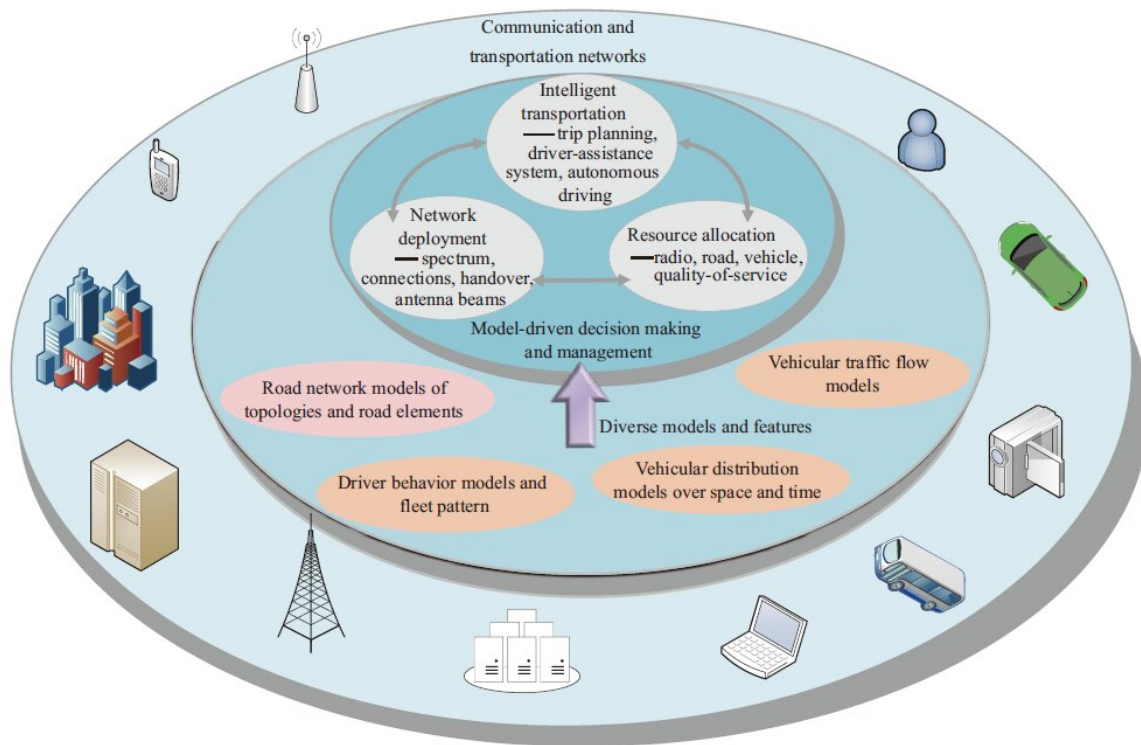 Communication and
transportation networks
Intelligent
transportation
trip planning,
driver-assistance
system, autonomous
driving
Network
deployment
spectrum,
connections, handover,
antenna beams
Resource allocation
radio, road, vehicle,
quality-of-service
Model-driven decision making
and management
Road network models of
topologies and road elements
Vehicular traffic flow
models
Diverse models and features
Driver behavior models and
fleet pattern
Vehicular distribution
models over space and time